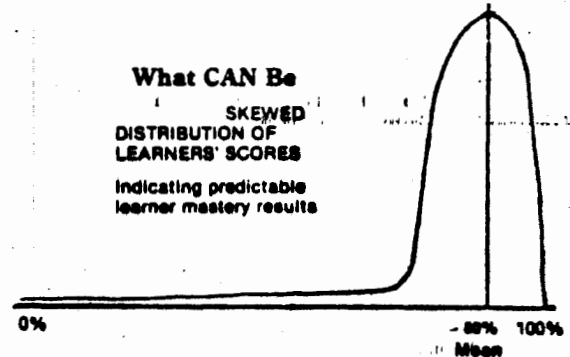 What CAN Be
SKEWED
DISTRIBUTION OF
LEARNERS' SCORES
Indicating predictable
learner mastery results
0%
100%
Mean